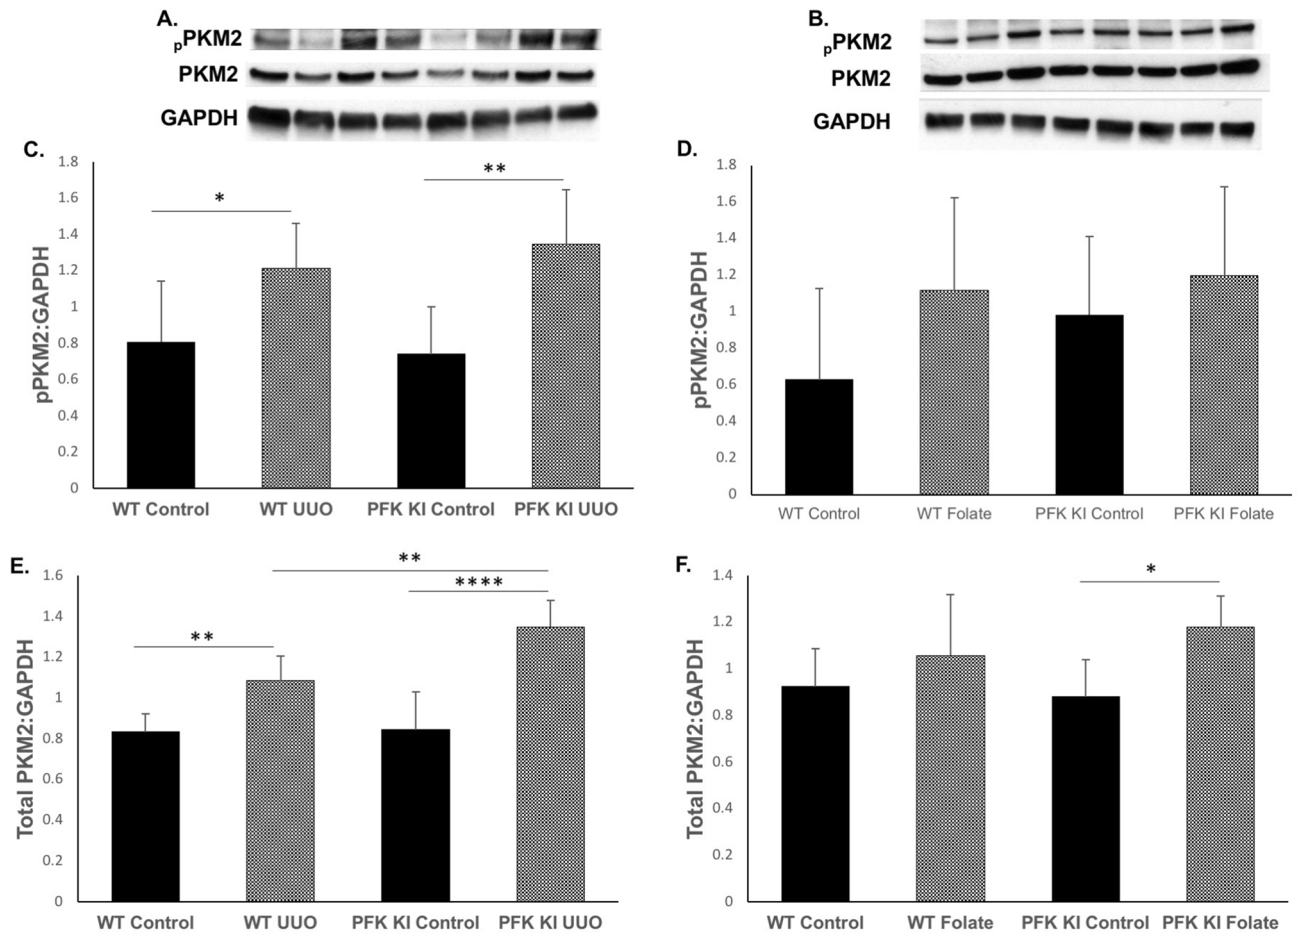 A.
pPKM2
PKM2
GAPDH
B.
pPKM2
PKM2
GAPDH
C.
pPKM2:GAPDH
1.8
1.6
1.4
1.2
1
0.8
0.6
0.4
0.2
0
*
**
WT Control
WT UUO
PFK KI Control
PFK KI UUO
D.
pPKM2:GAPDH
1.8
1.6
1.4
1.2
1
0.8
0.6
0.4
0.2
0
WT Control
WT Folate
PFK KI Control
PFK KI Folate
E.
Total PKM2:GAPDH
1.6
1.4
1.2
1
0.8
0.6
0.4
0.2
0
**
**
****
WT Control
WT UUO
PFK KI Control
PFK KI UUO
F.
Total PKM2:GAPDH
1.4
1.2
1
0.8
0.6
0.4
0.2
0
*
WT Control
WT Folate
PFK KI Control
PFK KI Folate